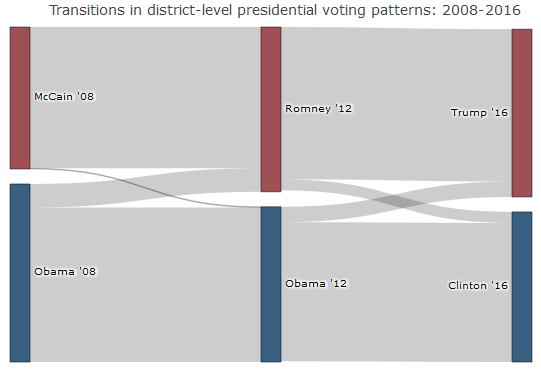 Transitions in district-level presidential voting patterns: 2008-2016
McCain '08
Romney '12
Trump '16
Obama '08
Obama '12
Clinton '16